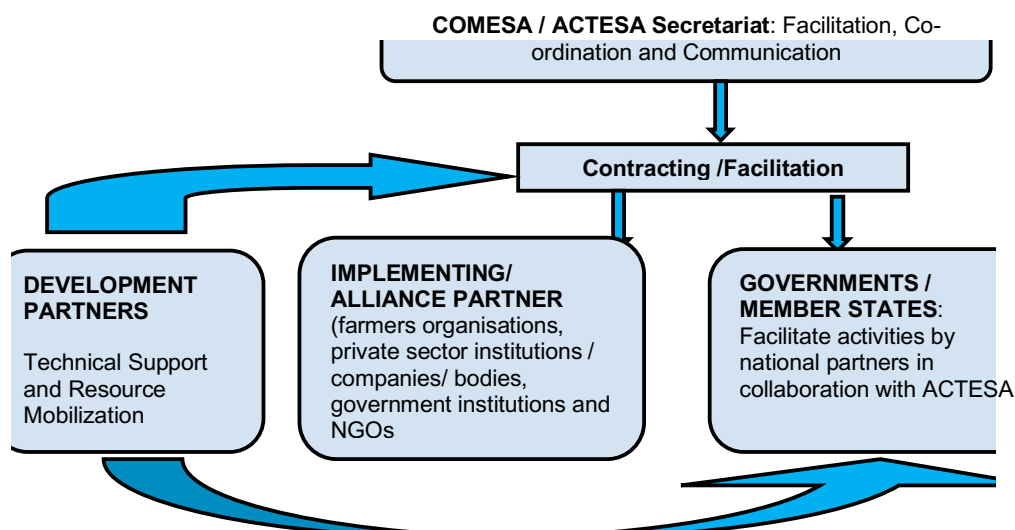 COMESA / ACTESA Secretariat: Facilitation, Co-
ordination and Communication
Contracting /Facilitation
DEVELOPMENT
PARTNERS
Technical Support
and Resource
Mobilization
IMPLEMENTING/
ALLIANCE PARTNER
(farmers organisations,
private sector institutions /
companies/ bodies,
government institutions and
NGOs
GOVERNMENTS /
MEMBER STATES:
Facilitate activities by
national partners in
collaboration with ACTESA